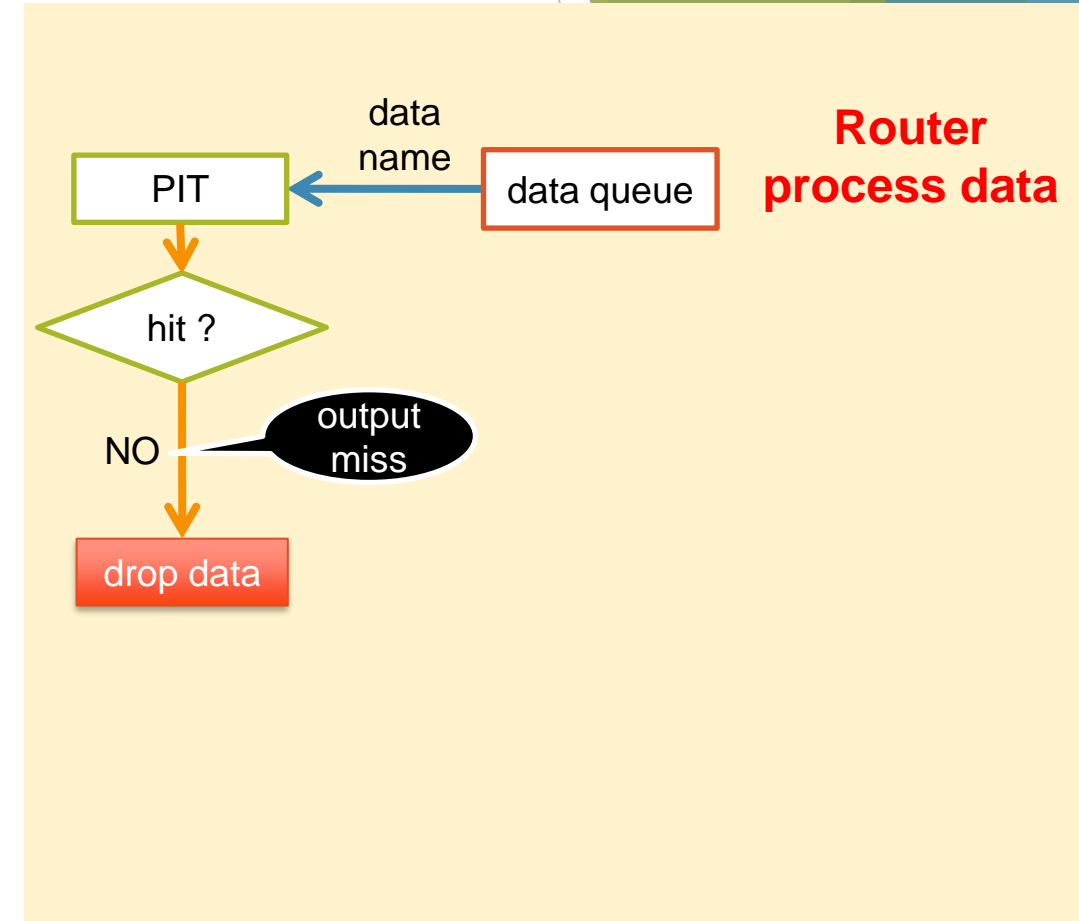 Router
process data
data
name
PIT
data queue
hit ?
NO
output
miss
drop data